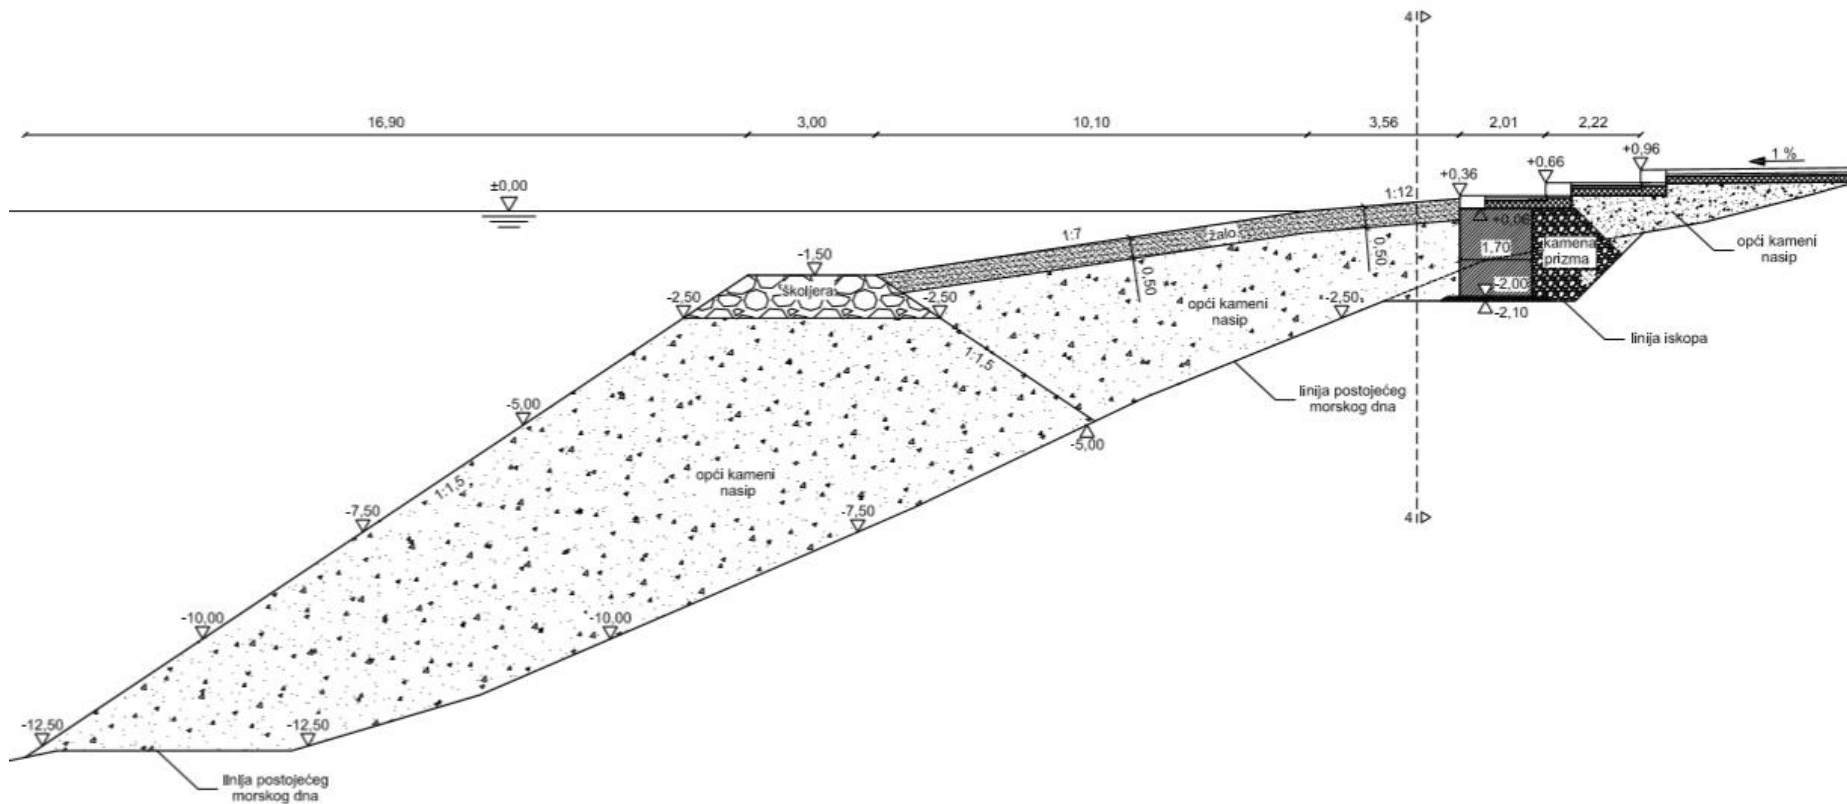 4
16,90
3,00
10,10
3,56
2,01
2,22
+0,96
+0,66
+0,36
1 %
±0,00
1:12
1:7
žalo
+0,06
opći kameni
nasip
-1,50
0,50
0,50
1,70
kamena
prizma
školjera
-2,50
-2,50
-2,50
-2,00
-2,10
opći kameni
nasip
linija iskopa
1:1,5
linija postojećeg
morskog dna
-5,00
-5,00
opći kameni
nasip
1:1,5
-7,50
-7,50
4
-10,00
-10,00
-12,50
-12,50
linija postojećeg
morskog dna